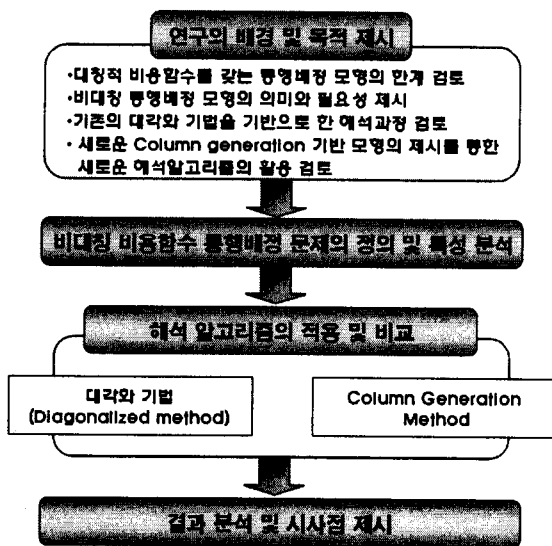 연구의 배경 및 목적 제시
•대칭적 비용함수를 갖는 통행배정 모형의 한계 검토
•비대칭 통행배정 모형의 의미와 필요성 제시
•기존의 대각화 기법을 기반으로 한 해석과정 검토
• 새로운 Column generation 기반 모형의 제시를 통한
새로운 해석알고리즘의 활용 검토
비대칭 비용함수 통행배정 문제의 정의 및 특성 분석
해석 알고리즘의 적용 및 비교
대각화 기법
(Diagonalized method)
Column Generation
Method
결과 분석 및 시사점 제시